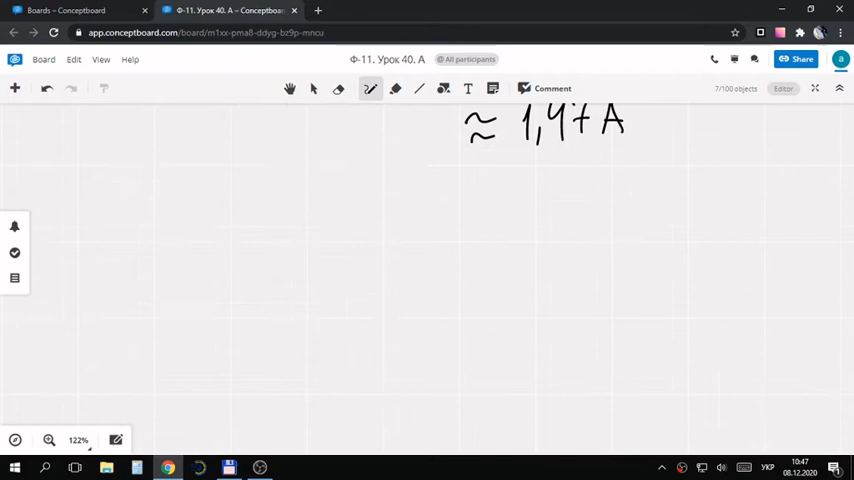 Boards – Conceptboard
Ф-11. Урок 40. А – Conceptboa
app.conceptboard.com/board/m1xx-pma8-ddyg-bz9p-mncu
Board Edit View Help
Ф-11. Урок 40. А
@ All participants
Share
a
T
Comment
7/100 objects
Editor
≈ 1,47 A
122%
УКР
10:47
08.12.2020
1